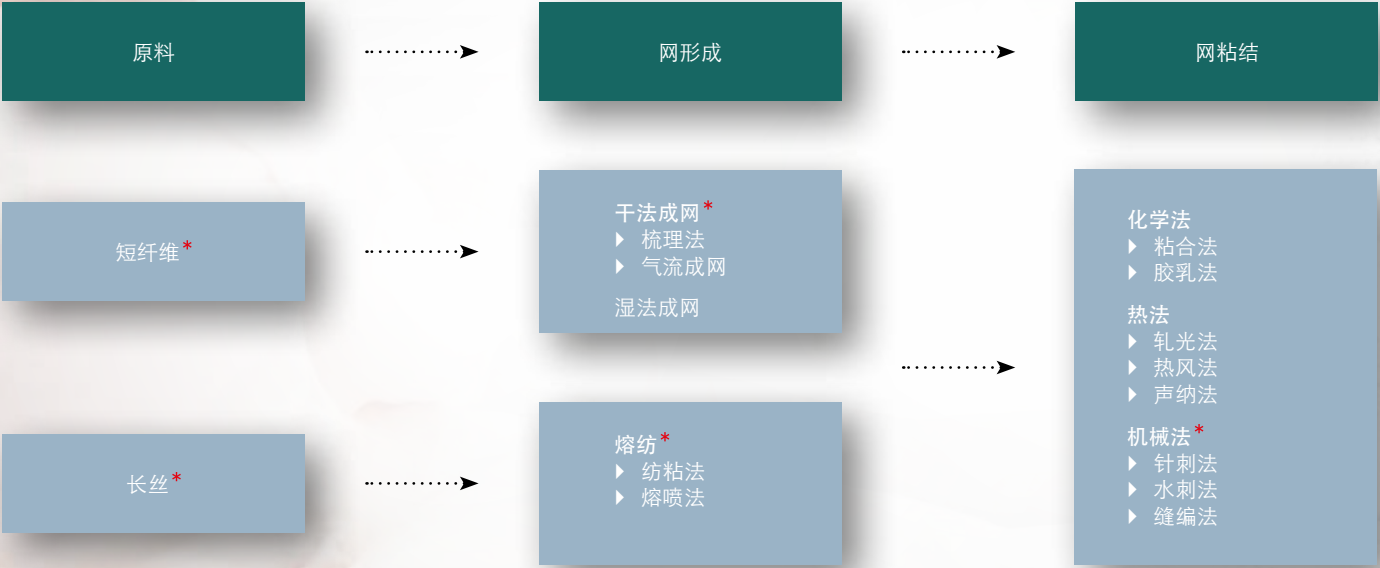 原料
网形成
网粘结
短纤维*
干法成网*
梳理法
气流成网
湿法成网
长丝*
熔纺*
纺粘法
熔喷法
化学法
粘合法
胶乳法
热法
轧光法
热风法
声纳法
机械法*
针刺法
水刺法
缝编法